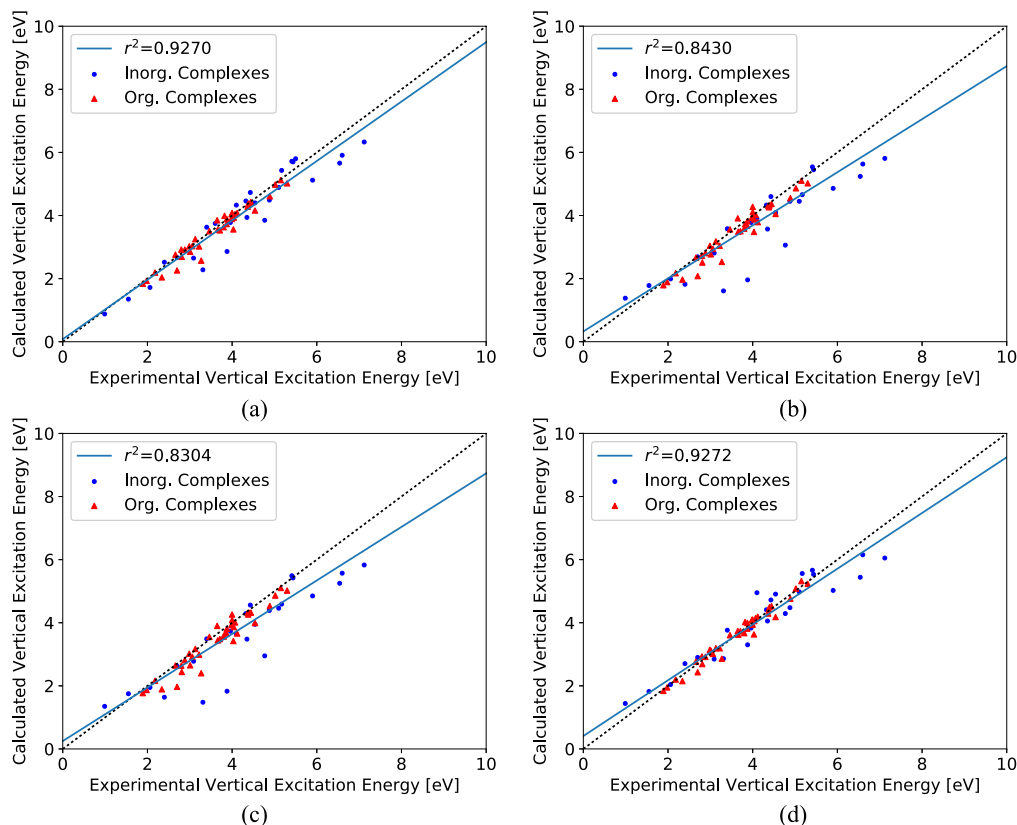 Calculated Vertical Excitation Energy [eV]
10
8
6
4
2
0
r²=0.9270
Inorg. Complexes
Org. Complexes
0 2 4 6 8 10
Experimental Vertical Excitation Energy [eV]
(a)
Calculated Vertical Excitation Energy [eV]
10
8
6
4
2
0
r²=0.8430
Inorg. Complexes
Org. Complexes
0 2 4 6 8 10
Experimental Vertical Excitation Energy [eV]
(b)
Calculated Vertical Excitation Energy [eV]
10
8
6
4
2
0
r²=0.8304
Inorg. Complexes
Org. Complexes
0 2 4 6 8 10
Experimental Vertical Excitation Energy [eV]
(c)
Calculated Vertical Excitation Energy [eV]
10
8
6
4
2
0
r²=0.9272
Inorg. Complexes
Org. Complexes
0 2 4 6 8 10
Experimental Vertical Excitation Energy [eV]
(d)